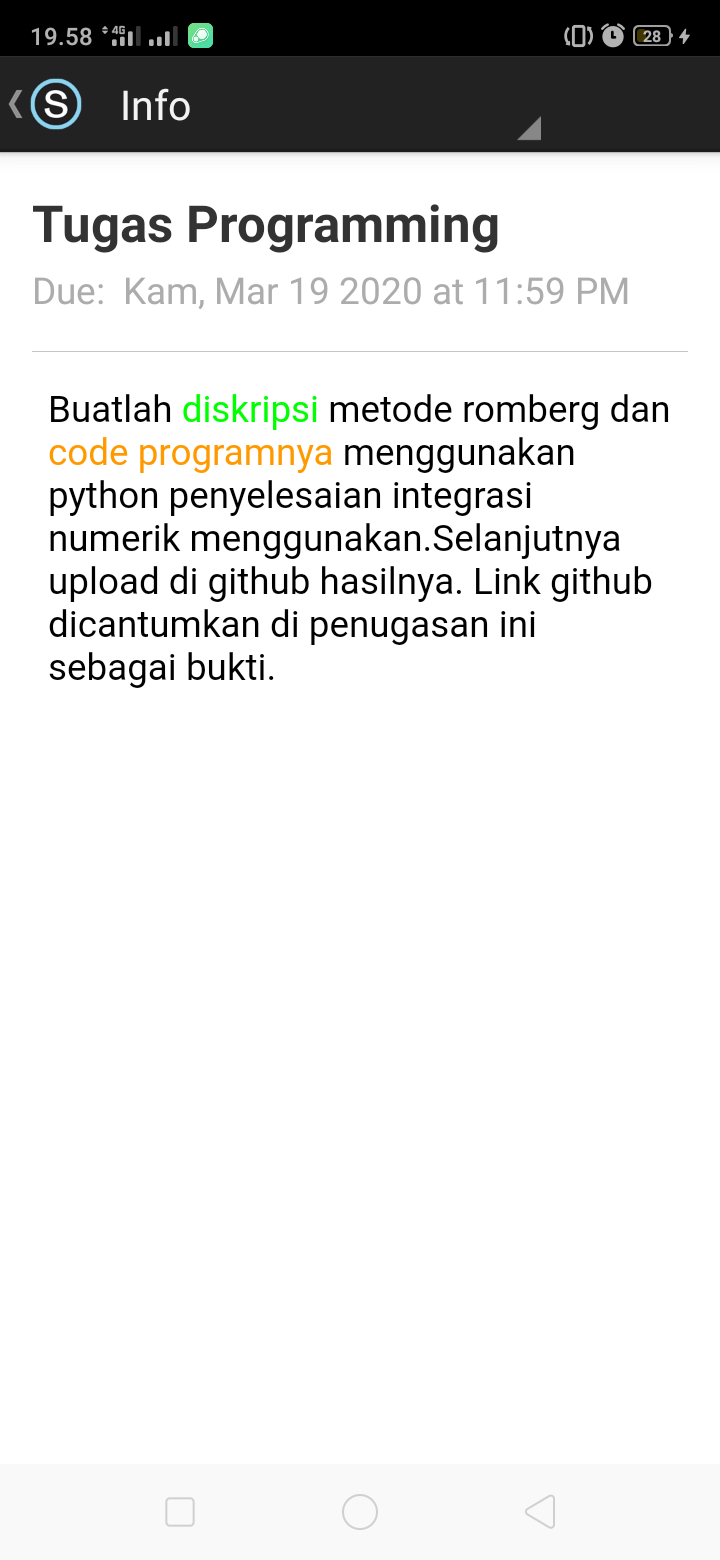 19.58 4G 28
S Info
Tugas Programming
Due: Kam, Mar 19 2020 at 11:59 PM
Buatlah diskripsi metode romberg dan
code programnya menggunakan
python penyelesaian integrasi
numerik menggunakan.Selanjutnya
upload di github hasilnya. Link github
dicantumkan di penugasan ini
sebagai bukti.